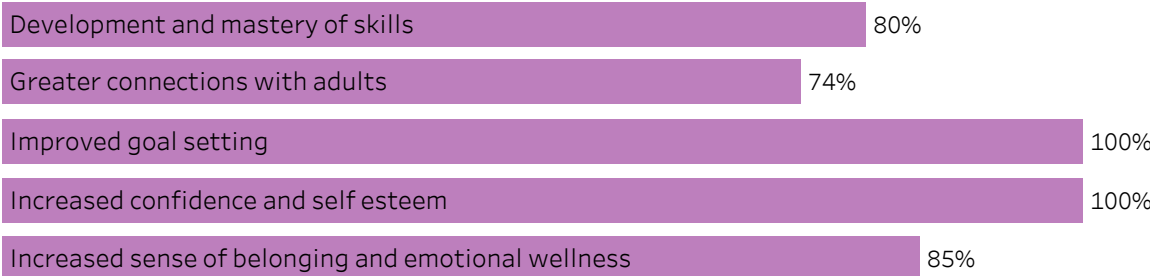 Development and mastery of skills 80%
Greater connections with adults 74%
Improved goal setting 100%
Increased confidence and self esteem 100%
Increased sense of belonging and emotional wellness 85%